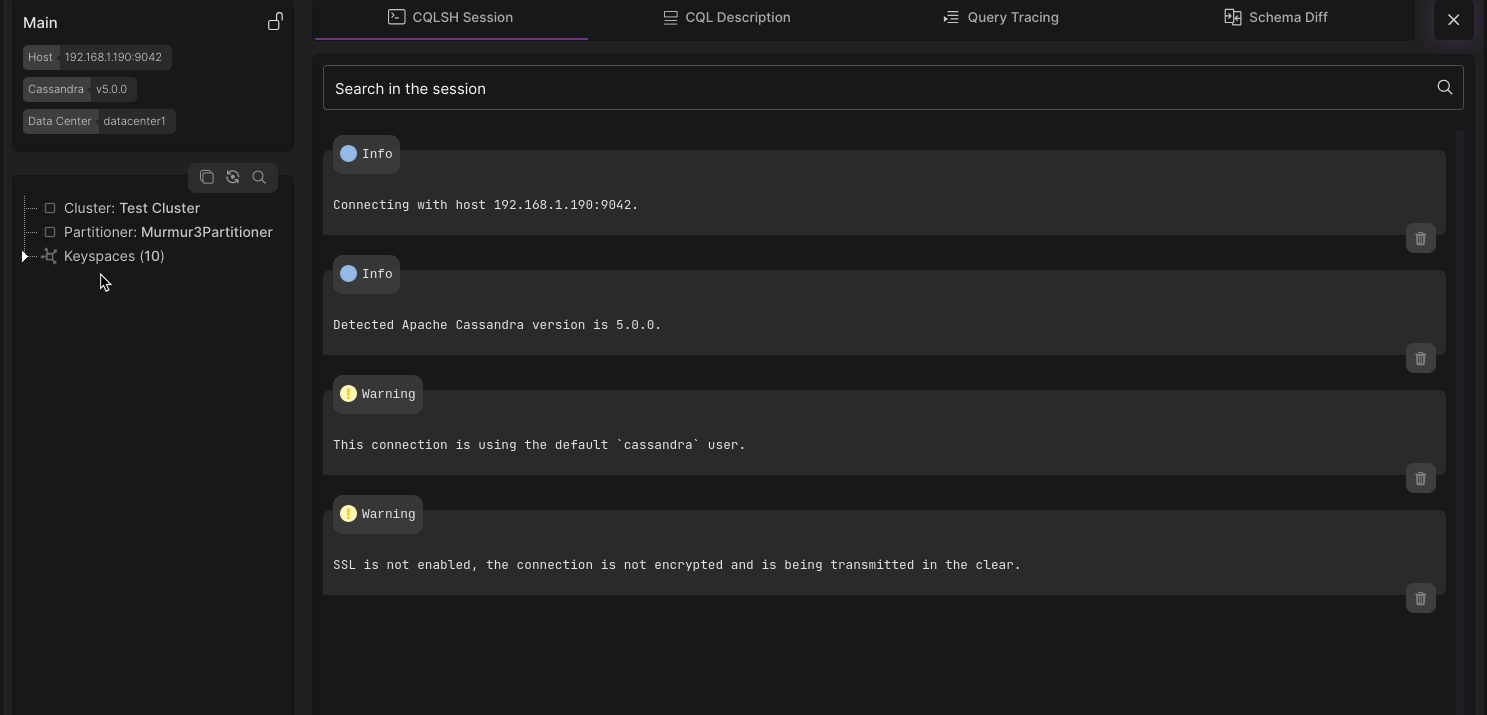 Main
Host 192.168.1.190:9042
Cassandra v5.0.0
Data Center datacenter1
Cluster: Test Cluster
Partitioner: Murmur3Partitioner
Keyspaces (10)
CQLSH Session
CQL Description
Query Tracing
Schema Diff
Search in the session
Info
Connecting with host 192.168.1.190:9042.
Info
Detected Apache Cassandra version is 5.0.0.
Warning
This connection is using the default `cassandra` user.
Warning
SSL is not enabled, the connection is not encrypted and is being transmitted in the clear.